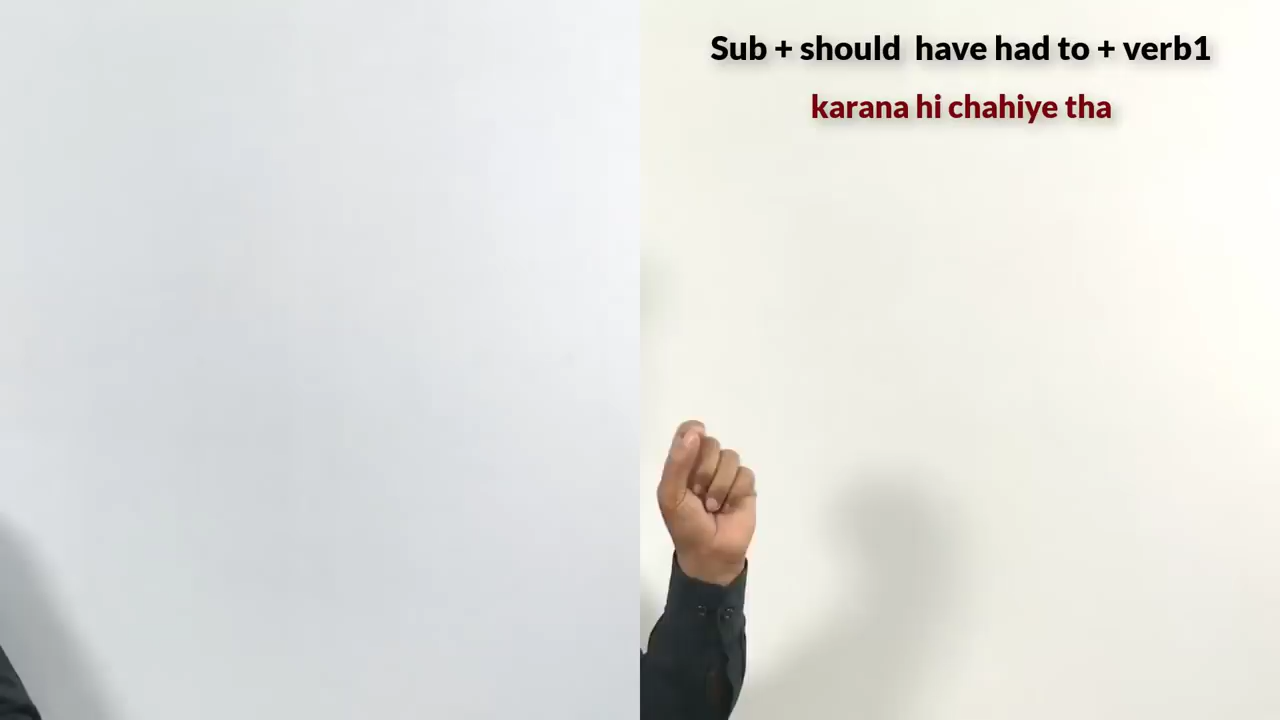 Sub + should have had to + verb1
karana hi chahiye tha